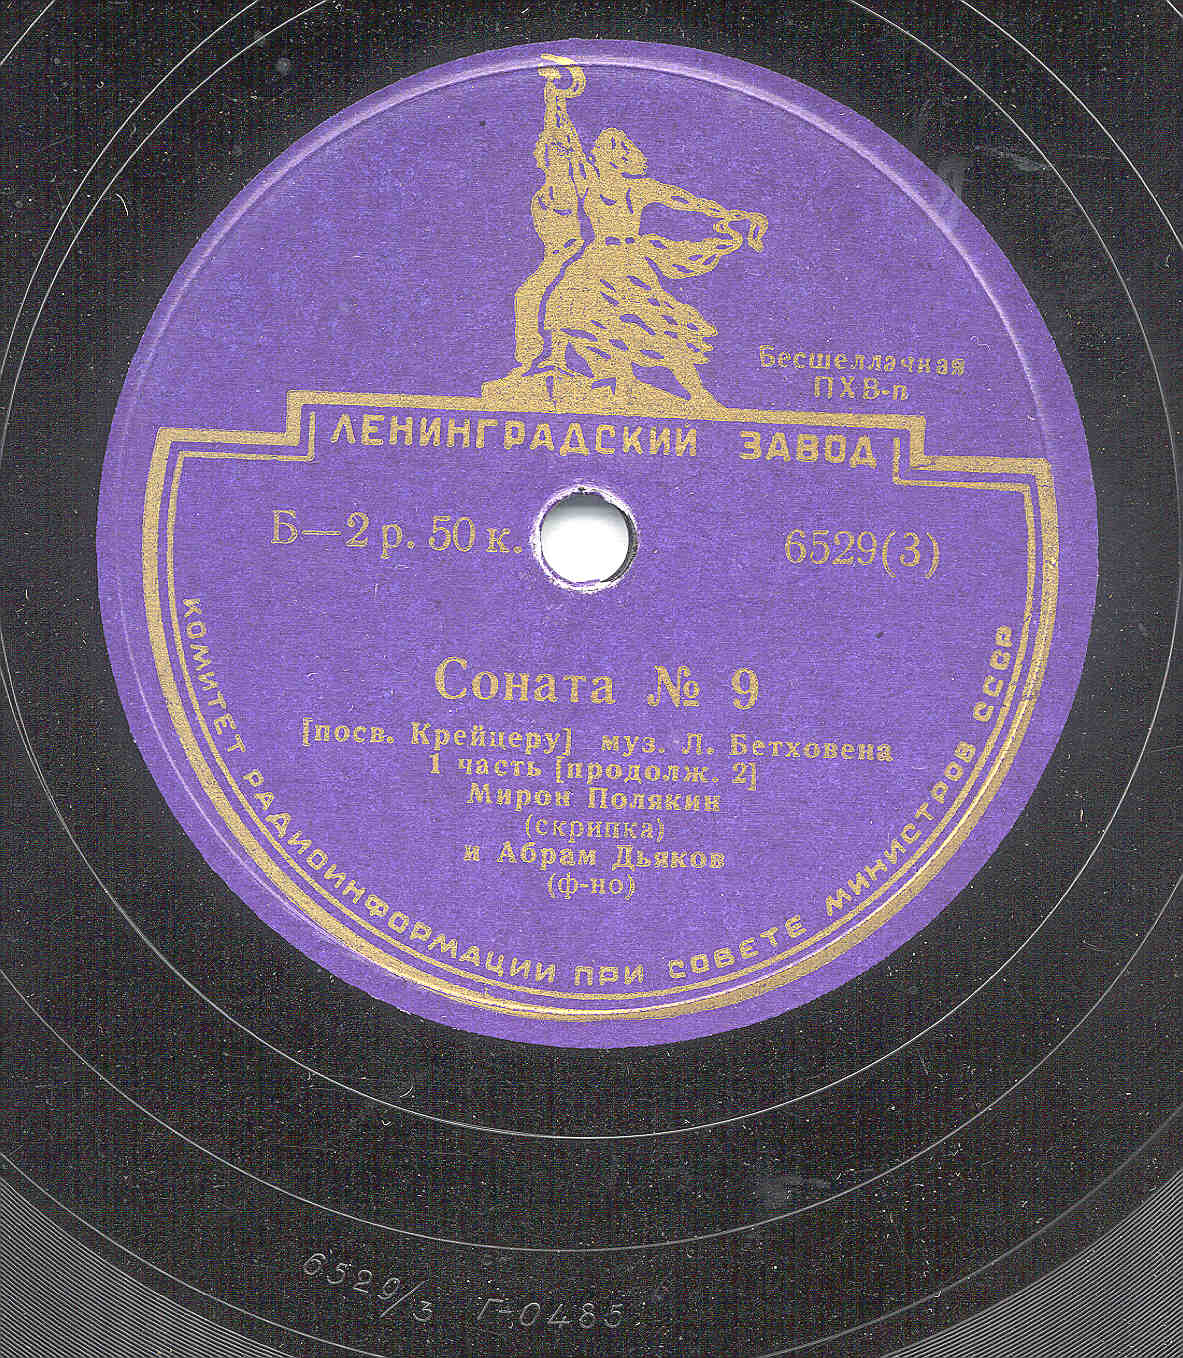 Бесшеллачная
ПХВ-п
ЛЕНИНГРАДСКИЙ ЗАВОД
Б—2 р. 50 к.
6529(3)
Соната № 9
[посв. Крейцеру] муз. Л. Бетховена
1 часть [продолж. 2]
Мирон Полякин
(скрипка)
и Абрам Дьяков
(ф-но)
КОМИТЕТ РАДИОИНФОРМАЦИИ ПРИ СОВЕТЕ МИНИСТРОВ СССР
6529/3 Г-0485